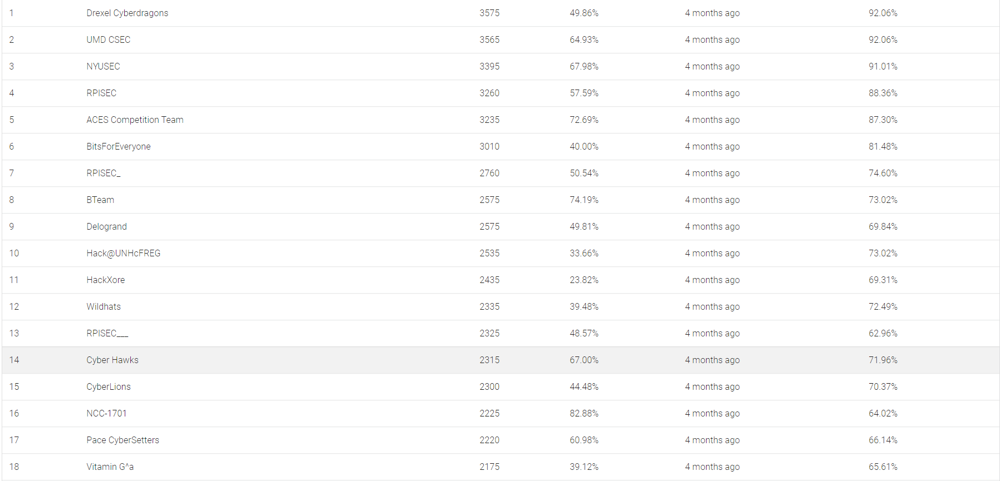 1 Drexel Cyberdragons 3575 49.86% 4 months ago 92.06%
2 UMD CSEC 3565 64.93% 4 months ago 92.06%
3 NYUSEC 3395 67.98% 4 months ago 91.01%
4 RPISEC 3260 57.59% 4 months ago 88.36%
5 ACES Competition Team 3235 72.69% 4 months ago 87.30%
6 BitsForEveryone 3010 40.00% 4 months ago 81.48%
7 RPISEC_ 2760 50.54% 4 months ago 74.60%
8 BTeam 2575 74.19% 4 months ago 73.02%
9 Delogrand 2575 49.81% 4 months ago 69.84%
10 Hack@UNHcFREG 2535 33.66% 4 months ago 73.02%
11 HackXore 2435 23.82% 4 months ago 69.31%
12 Wildhats 2335 39.48% 4 months ago 72.49%
13 RPISEC___ 2325 48.57% 4 months ago 62.96%
14 Cyber Hawks 2315 67.00% 4 months ago 71.96%
15 CyberLions 2300 44.48% 4 months ago 70.37%
16 NCC-1701 2225 82.88% 4 months ago 64.02%
17 Pace CyberSetters 2220 60.98% 4 months ago 66.14%
18 Vitamin G^a 2175 39.12% 4 months ago 65.61%